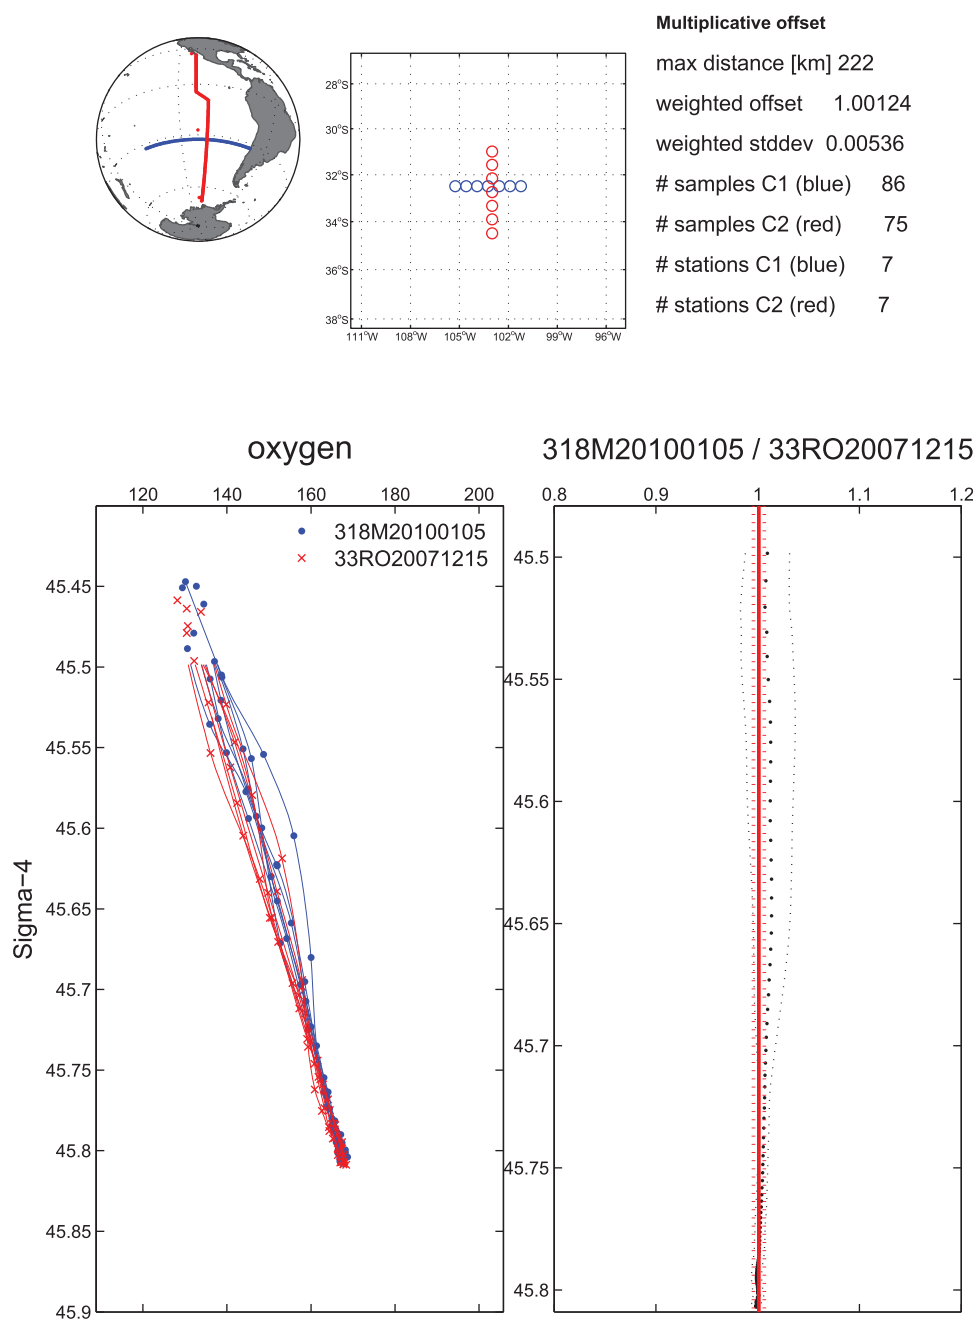 Multiplicative offset
max distance [km] 222
weighted offset 1.00124
weighted stddev 0.00536
# samples C1 (blue) 86
# samples C2 (red) 75
# stations C1 (blue) 7
# stations C2 (red) 7
28°S
30°S
32°S
34°S
36°S
38°S
111°W 108°W 105°W 102°W 99°W 96°W
oxygen
120 140 160 180 200
318M20100105
33RO20071215
45.45
45.5
45.55
45.6
45.65
45.7
45.75
45.8
45.85
45.9
Sigma−4
318M20100105 / 33RO20071215
0.8 0.9 1 1.1 1.2
45.5
45.55
45.6
45.65
45.7
45.75
45.8